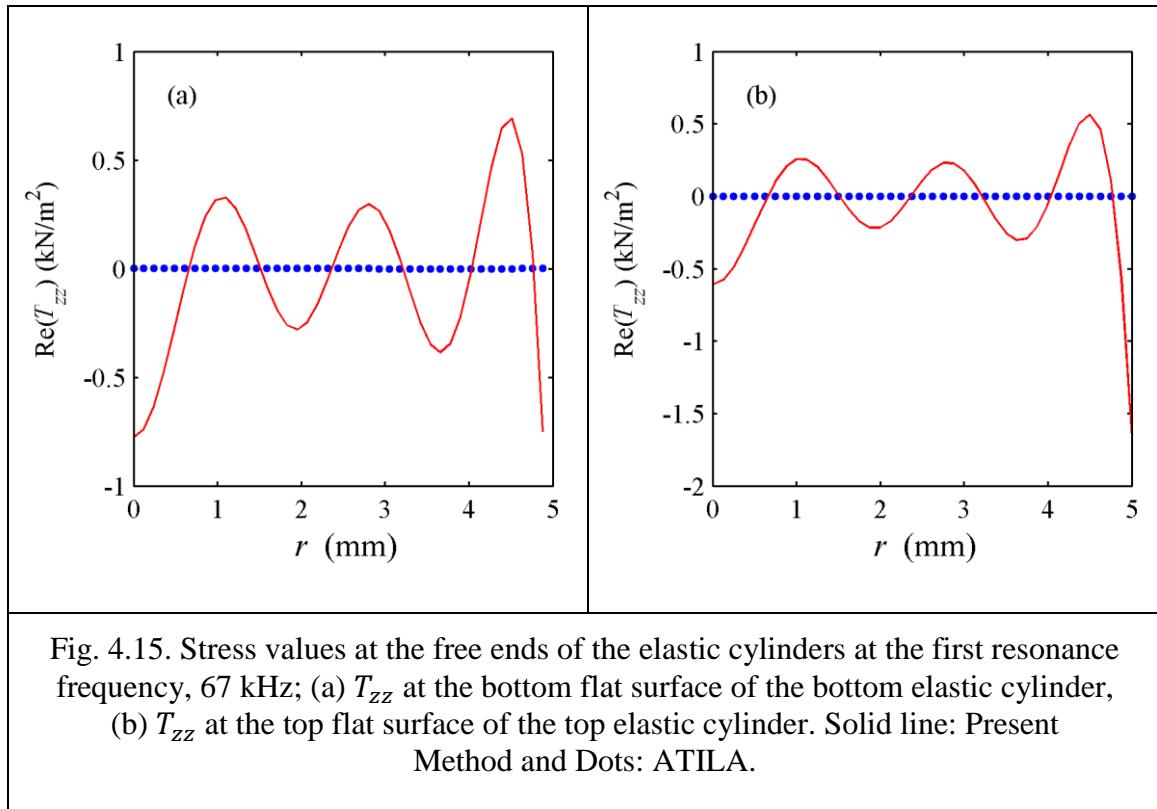 (a)
Re(T_zz) (kN/m²)
1
0.5
0
-0.5
-1
0 1 2 3 4 5
r (mm)
(b)
Re(T_zz) (kN/m²)
1
0.5
0
-0.5
-1
-1.5
-2
0 1 2 3 4 5
r (mm)
Fig. 4.15. Stress values at the free ends of the elastic cylinders at the first resonance
frequency, 67 kHz; (a) T_zz at the bottom flat surface of the bottom elastic cylinder,
(b) T_zz at the top flat surface of the top elastic cylinder. Solid line: Present
Method and Dots: ATILA.